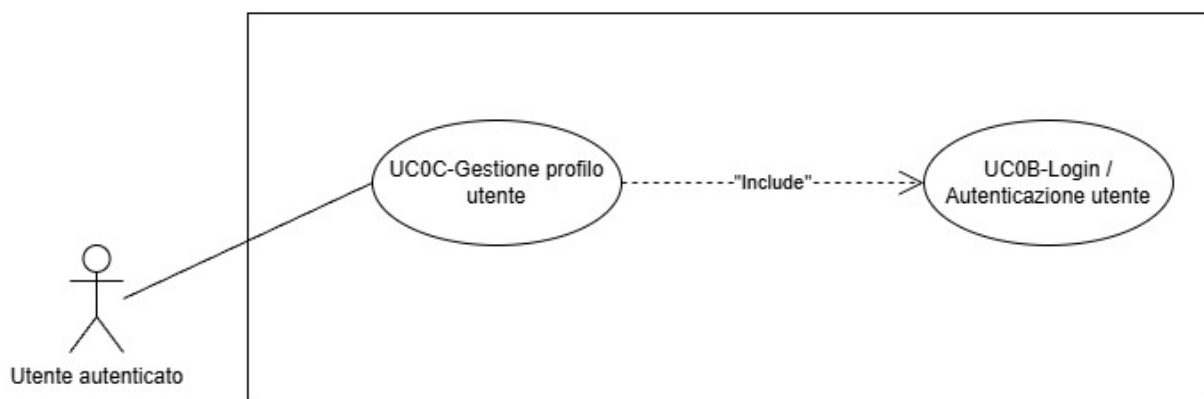 UC0C-Gestione profilo
utente
"Include"
UC0B-Login /
Autenticazione utente
Utente autenticato